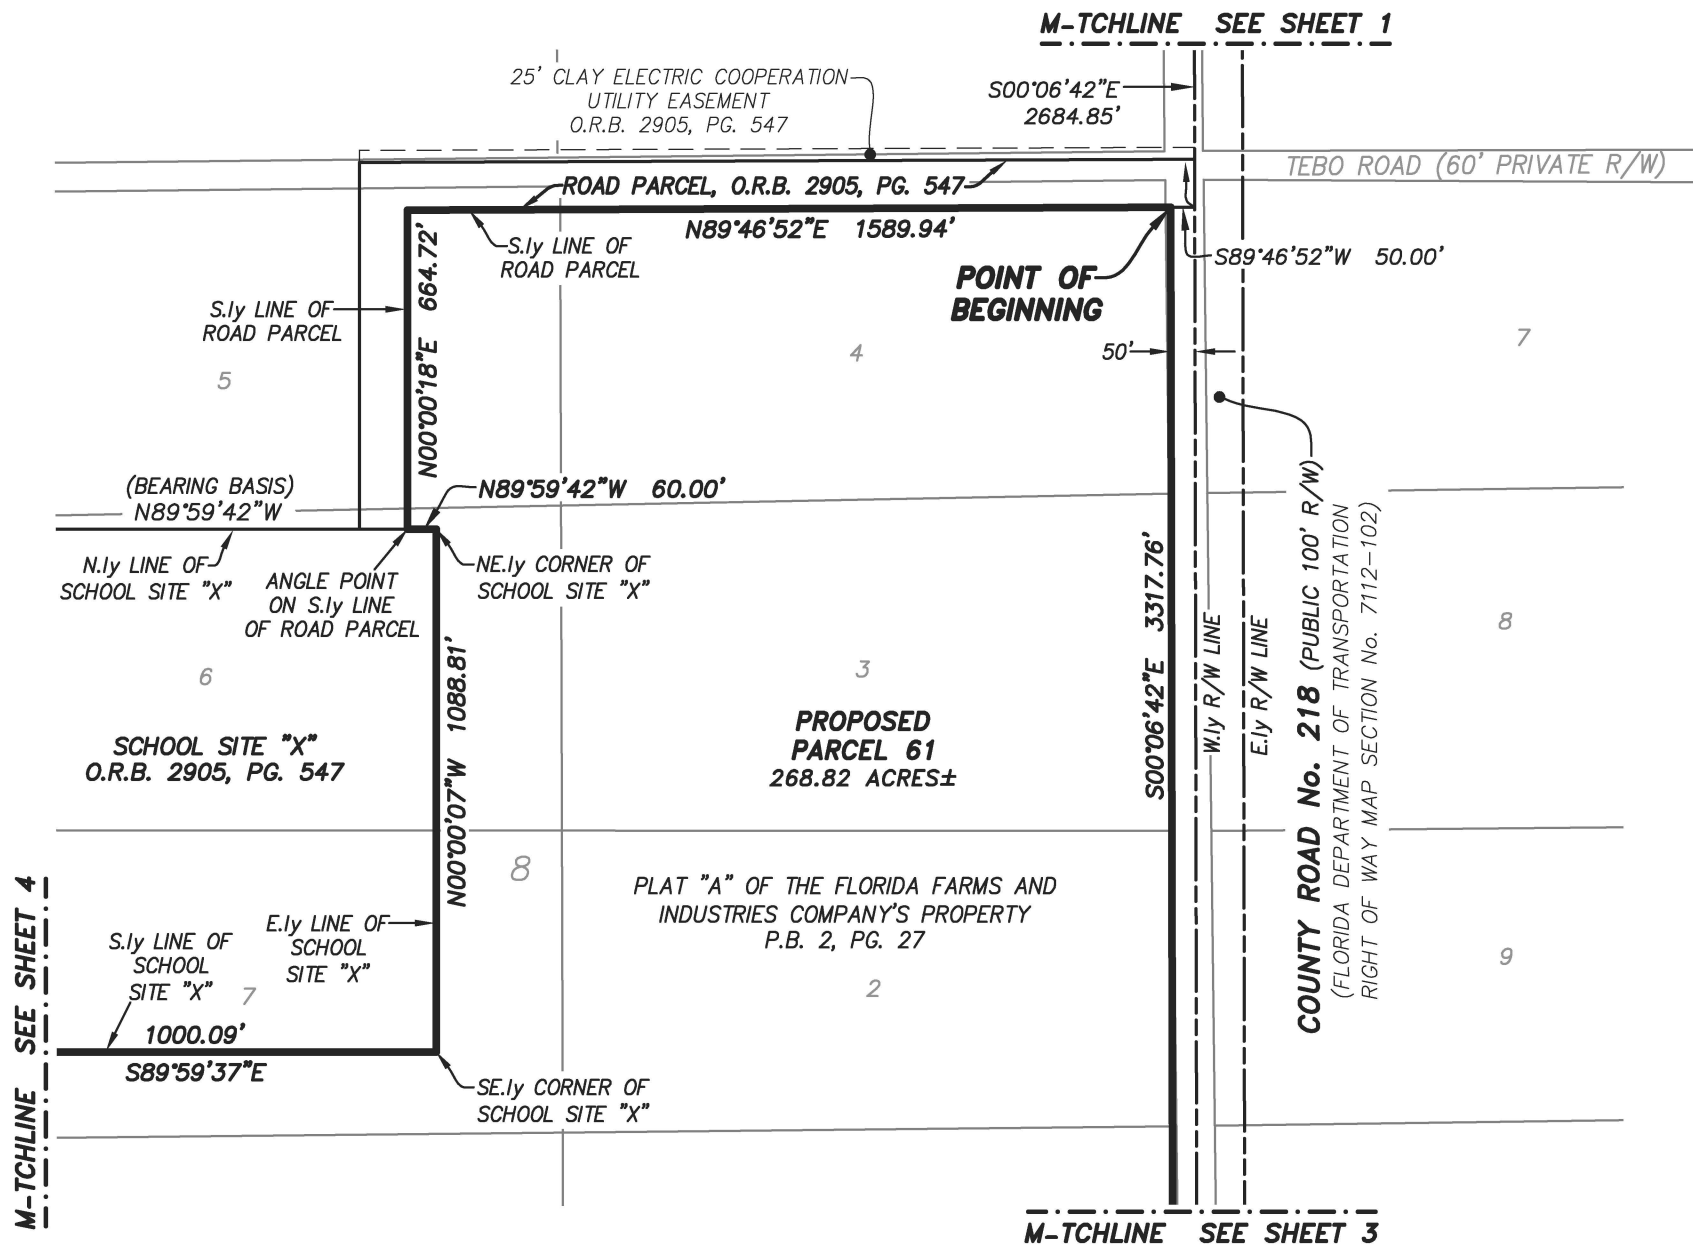 M-TCHLINE SEE SHEET 1
25' CLAY ELECTRIC COOPERATION
UTILITY EASEMENT
O.R.B. 2905, PG. 547
S00°06'42"E
2684.85'
TEBO ROAD (60' PRIVATE R/W)
ROAD PARCEL, O.R.B. 2905, PG. 547
N89°46'52"E 1589.94'
S.ly LINE OF
ROAD PARCEL
S89°46'52"W 50.00'
POINT OF
BEGINNING
S.ly LINE OF
ROAD PARCEL
N00°00'18"E 664.72'
50'
4
5
7
(BEARING BASIS)
N89°59'42"W
N89°59'42"W 60.00'
N.ly LINE OF
SCHOOL SITE "X"
ANGLE POINT
ON S.ly LINE
OF ROAD PARCEL
NE.ly CORNER OF
SCHOOL SITE "X"
6
3
8
SCHOOL SITE "X"
O.R.B. 2905, PG. 547
N00°00'07"W 1088.81'
PROPOSED
PARCEL 61
268.82 ACRES±
S00°06'42"E 3317.76'
W.ly R/W LINE
E.ly R/W LINE
COUNTY ROAD No. 218 (PUBLIC 100' R/W)
(FLORIDA DEPARTMENT OF TRANSPORTATION
RIGHT OF WAY MAP SECTION No. 7112-102)
8
PLAT "A" OF THE FLORIDA FARMS AND
INDUSTRIES COMPANY'S PROPERTY
P.B. 2, PG. 27
2
9
E.ly LINE OF
SCHOOL
SITE "X"
S.ly LINE OF
SCHOOL
SITE "X"
7
1000.09'
S89°59'37"E
SE.ly CORNER OF
SCHOOL SITE "X"
M-TCHLINE SEE SHEET 4
M-TCHLINE SEE SHEET 3